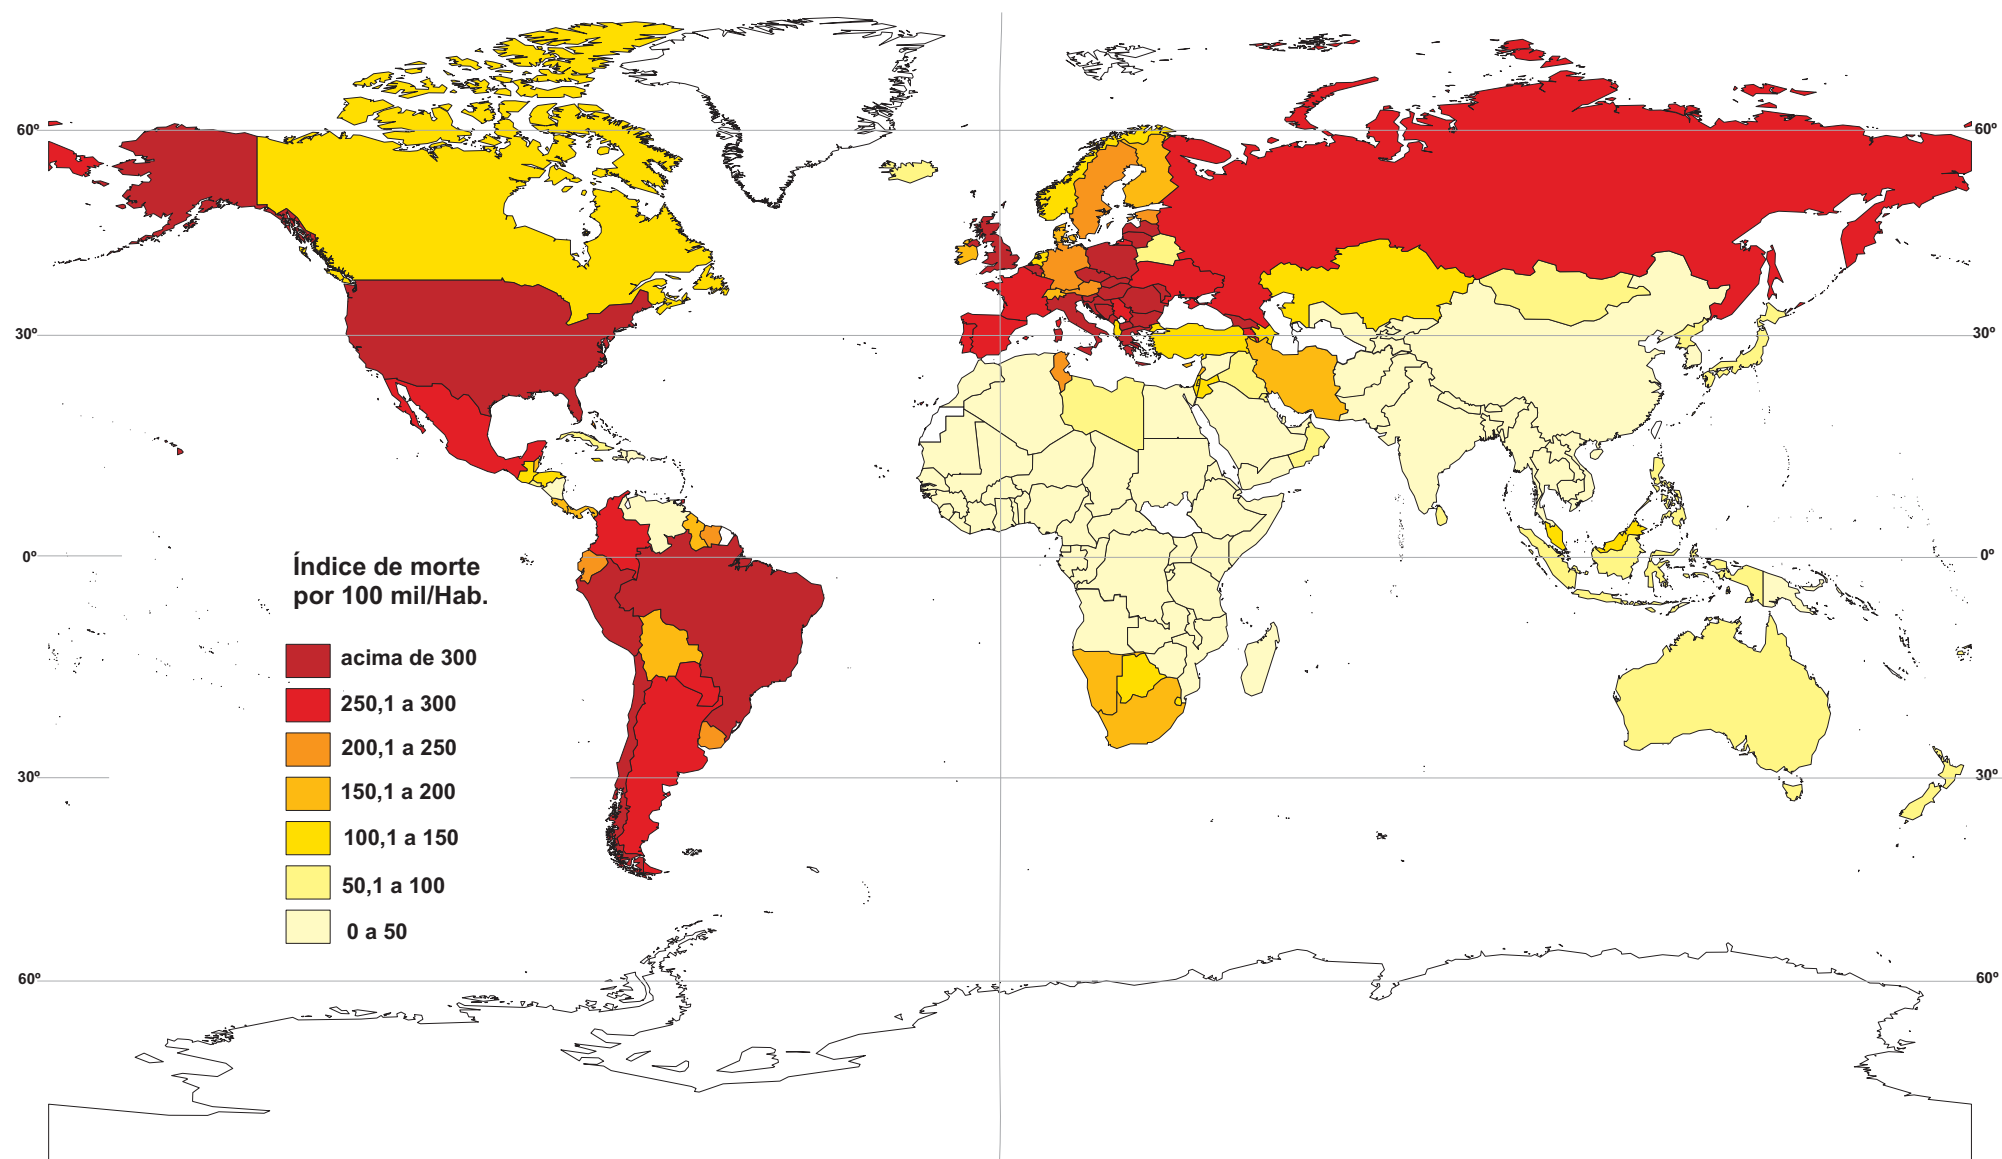 60º
60º
30º
30º
0º
0º
Índice de morte
por 100 mil/Hab.
acima de 300
250,1 a 300
200,1 a 250
150,1 a 200
100,1 a 150
50,1 a 100
0 a 50
30º
30º
60º
60º